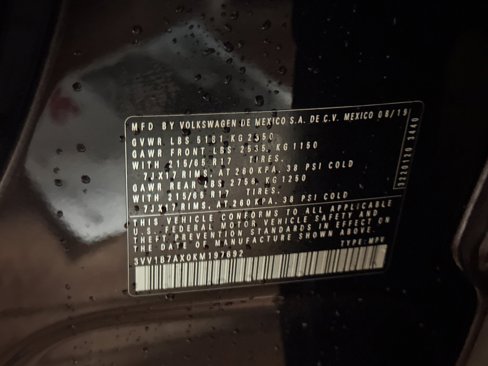 MFD BY VOLKSWAGEN DE MEXICO S.A. DE C.V. MEXICO 08/19
GVWR LBS 5181 KG 2350
GAWR FRONT LBS 2535. KG 1150
WITH 215/65 R17 TIRES.
7JX17 RIMS. AT 260 KPA. 38 PSI COLD
GAWR REAR LBS 2756. KG 1250
WITH 215/65 R17 TIRES.
7JX17 RIMS. AT 260 KPA. 38 PSI COLD
THIS VEHICLE CONFORMS TO ALL APPLICABLE
U.S. FEDERAL MOTOR VEHICLE SAFETY AND
THEFT PREVENTION STANDARDS IN EFFECT ON
THE DATE OF MANUFACTURE SHOWN ABOVE.
3VV1B7AX0KM197692 TYPE: MPV
3440